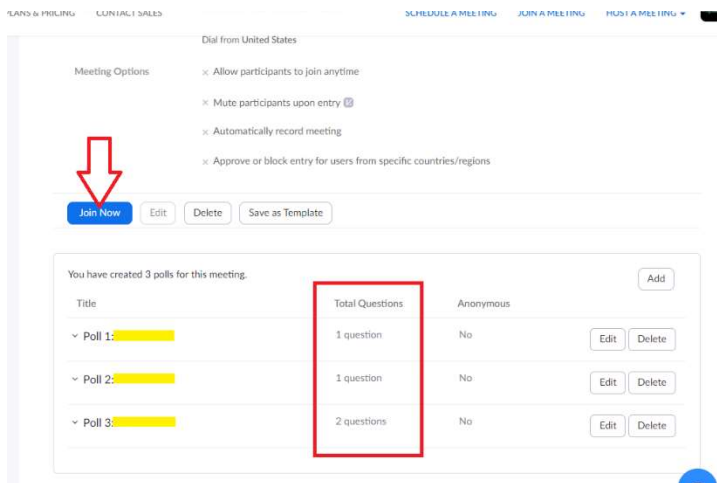 PLANS & PRICING CONTACT SALES SCHEDULE A MEETING JOIN A MEETING HOST A MEETING
Dial from United States
Meeting Options × Allow participants to join anytime
× Mute participants upon entry
× Automatically record meeting
× Approve or block entry for users from specific countries/regions
Join Now Edit Delete Save as Template
You have created 3 polls for this meeting. Add
Title Total Questions Anonymous
Poll 1: 1 question No Edit Delete
Poll 2: 1 question No Edit Delete
Poll 3: 2 questions No Edit Delete